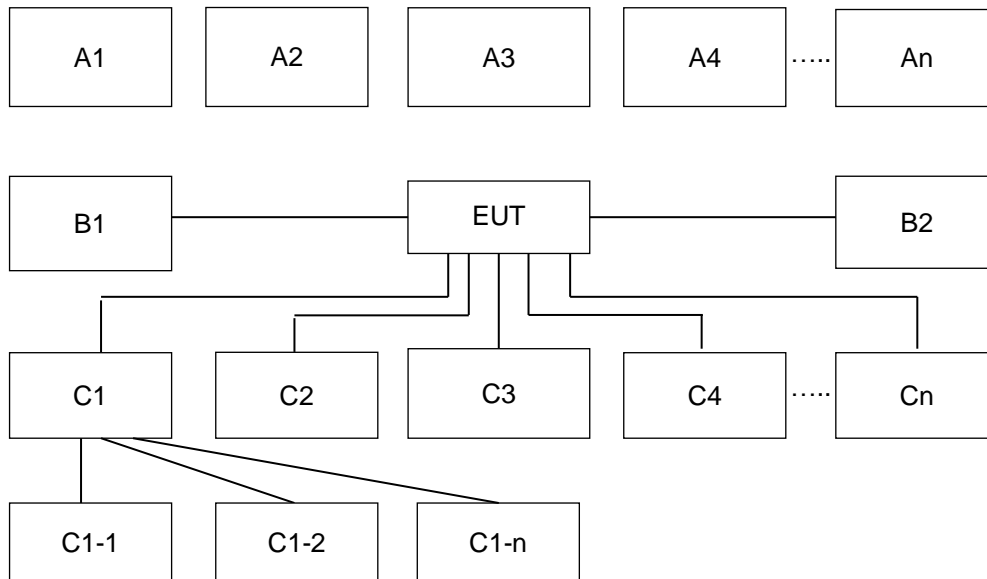 A1 A2 A3 A4 ..... An
B1 EUT B2
C1 C2 C3 C4 ..... Cn
C1-1 C1-2 C1-n